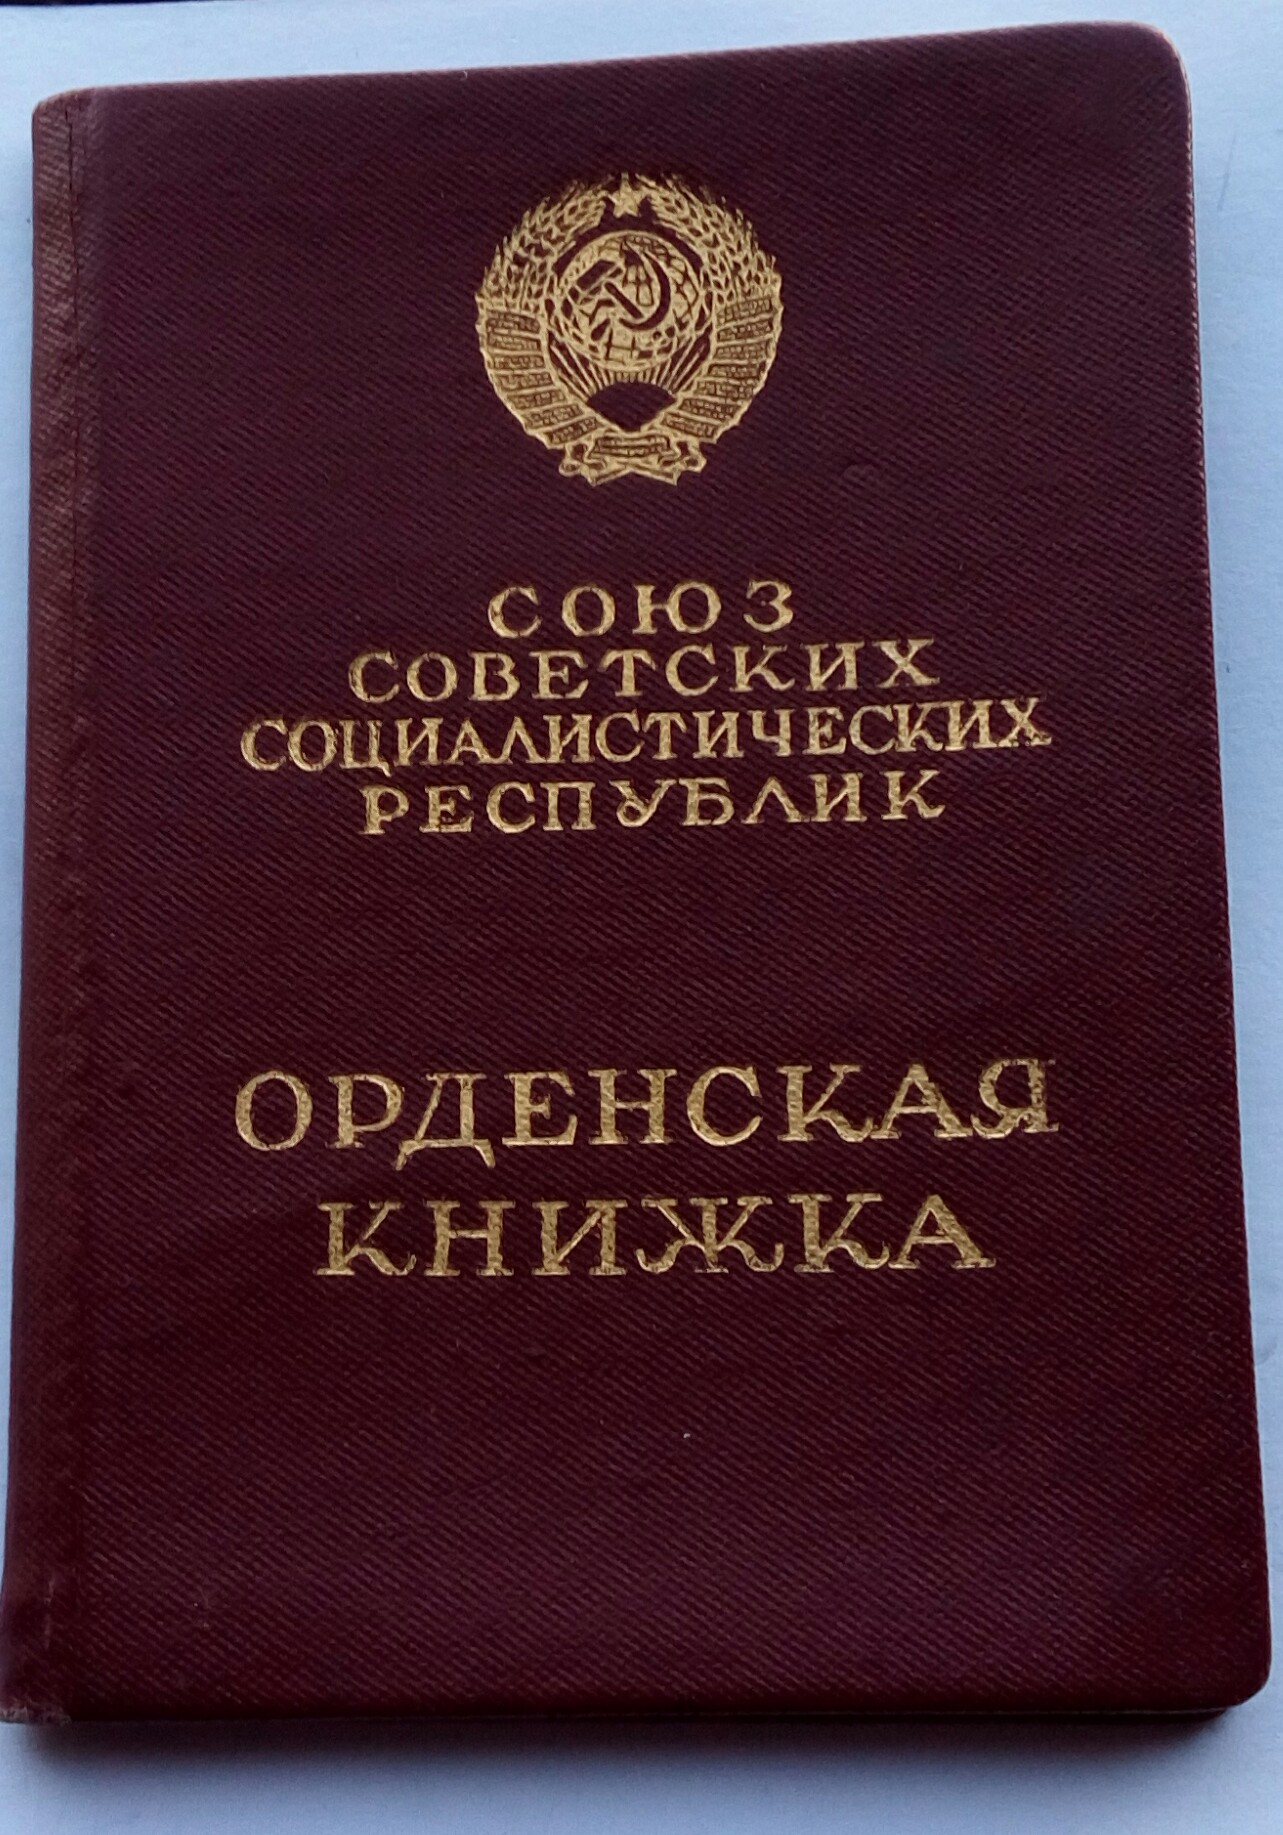 СОЮЗ
СОВЕТСКИХ
СОЦИАЛИСТИЧЕСКИХ
РЕСПУБЛИК
ОРДЕНСКАЯ
КНИЖКА